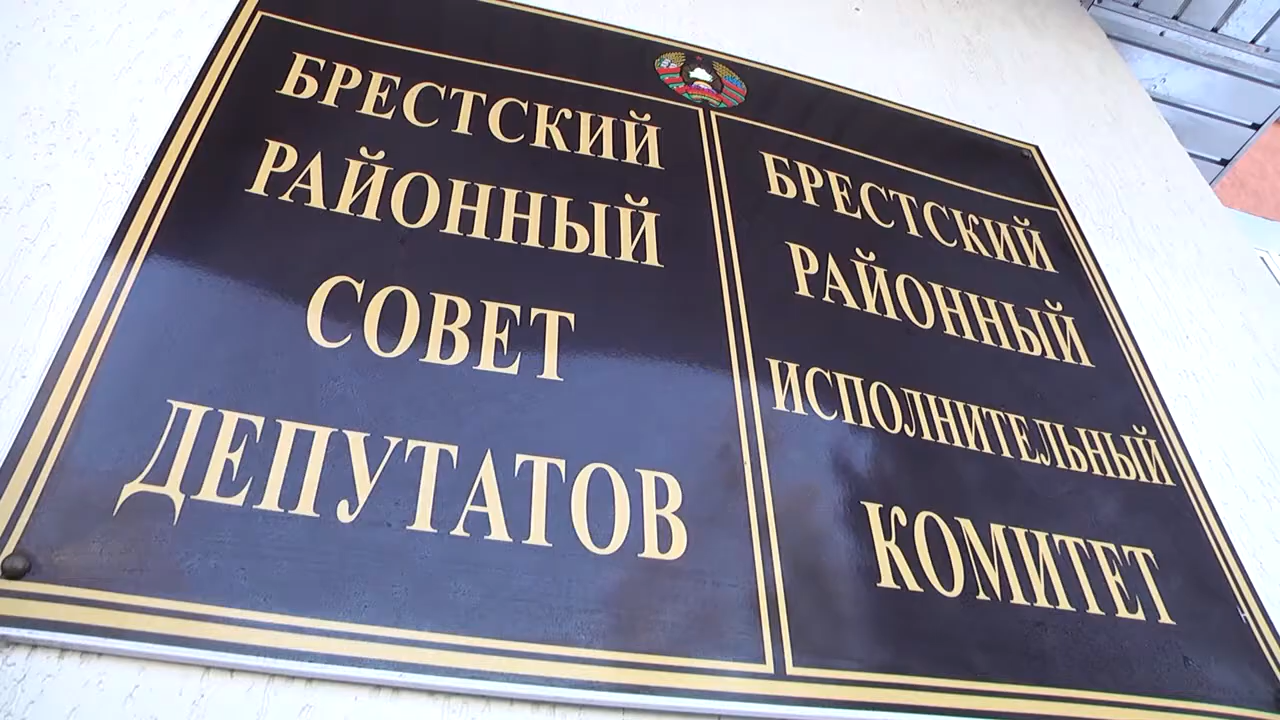 БРЕСТСКИЙ
РАЙОННЫЙ
СОВЕТ
ДЕПУТАТОВ
БРЕСТСКИЙ
РАЙОННЫЙ
ИСПОЛНИТЕЛЬНЫЙ
КОМИТЕТ